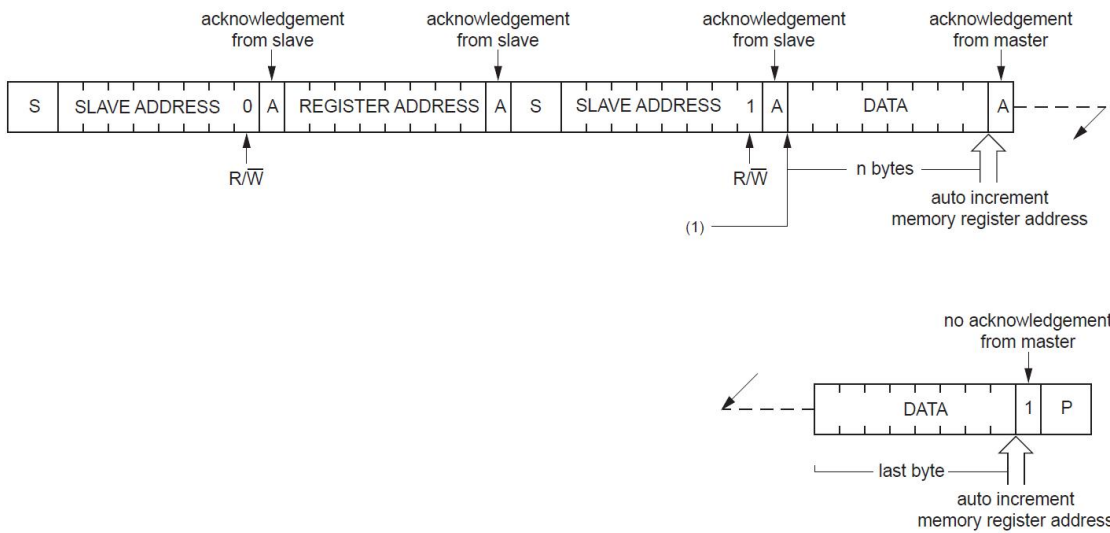 acknowledgement acknowledgement acknowledgement acknowledgement
from slave from slave from slave from master
S SLAVE ADDRESS 0 A REGISTER ADDRESS A S SLAVE ADDRESS 1 A DATA A
R/W̅ R/W̅ n bytes
auto increment
memory register address
(1)
no acknowledgement
from master
DATA 1 P
last byte
auto increment
memory register address